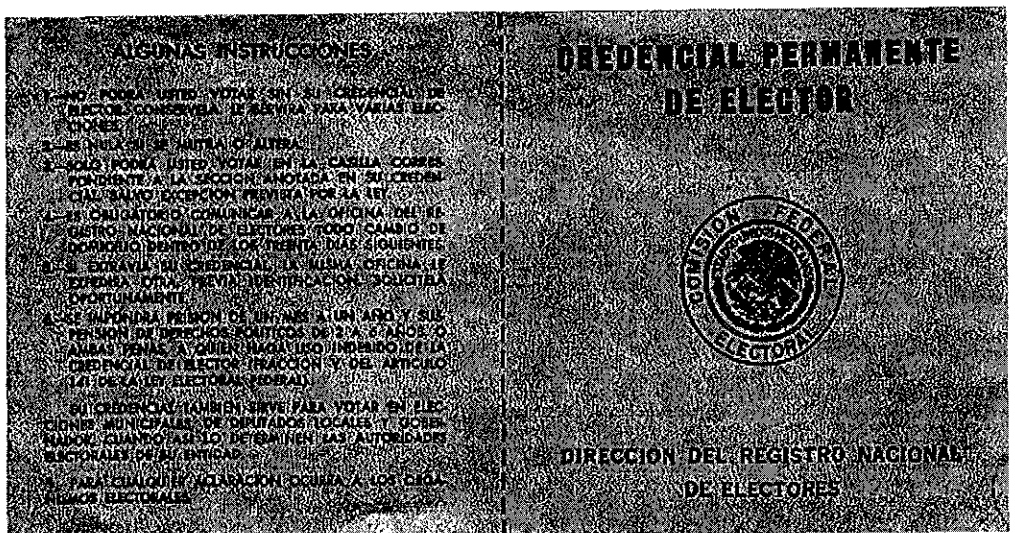 ALGUNAS INSTRUCCIONES
1.—NO PODRA USTED VOTAR SIN SU CREDENCIAL DE
ELECTOR. CONSERVELA. LE SERVIRA PARA VARIAS ELEC-
CIONES.
2.—ES NULA SI SE MUTILA O ALTERA.
3.—SOLO PODRA USTED VOTAR EN LA CASILLA CORRES-
PONDIENTE A LA SECCION ANOTADA EN SU CREDEN-
CIAL, SALVO EXCEPCION PREVISTA POR LA LEY.
4.—ES OBLIGATORIO COMUNICAR A LA OFICINA DEL RE-
GISTRO NACIONAL DE ELECTORES TODO CAMBIO DE
DOMICILIO DENTRO DE LOS TREINTA DIAS SIGUIENTES.
5.—SI EXTRAVIA SU CREDENCIAL, LA MISMA OFICINA LE
EXPEDIRA OTRA, PREVIA IDENTIFICACION. SOLICITELA
OPORTUNAMENTE.
6.—SE IMPONDRA PRISION DE UN MES A UN AÑO Y SUS-
PENSION DE DERECHOS POLITICOS DE 2 A 6 AÑOS O
AMBAS PENAS, A QUIEN HAGA USO INDEBIDO DE LA
CREDENCIAL DE ELECTOR (FRACCION V DEL ARTICULO
141 DE LA LEY ELECTORAL FEDERAL).
SU CREDENCIAL TAMBIEN SIRVE PARA VOTAR EN ELEC-
CIONES MUNICIPALES, DE DIPUTADOS LOCALES Y GOBER-
NADOR, CUANDO ASI LO DETERMINEN LAS AUTORIDADES
ELECTORALES DE SU ENTIDAD.
PARA CUALQUIER ACLARACION OCURRA A LOS ORGA-
NISMOS ELECTORALES.
CREDENCIAL PERMANENTE
DE ELECTOR
COMISION FEDERAL
ELECTORAL
DIRECCION DEL REGISTRO NACIONAL
DE ELECTORES